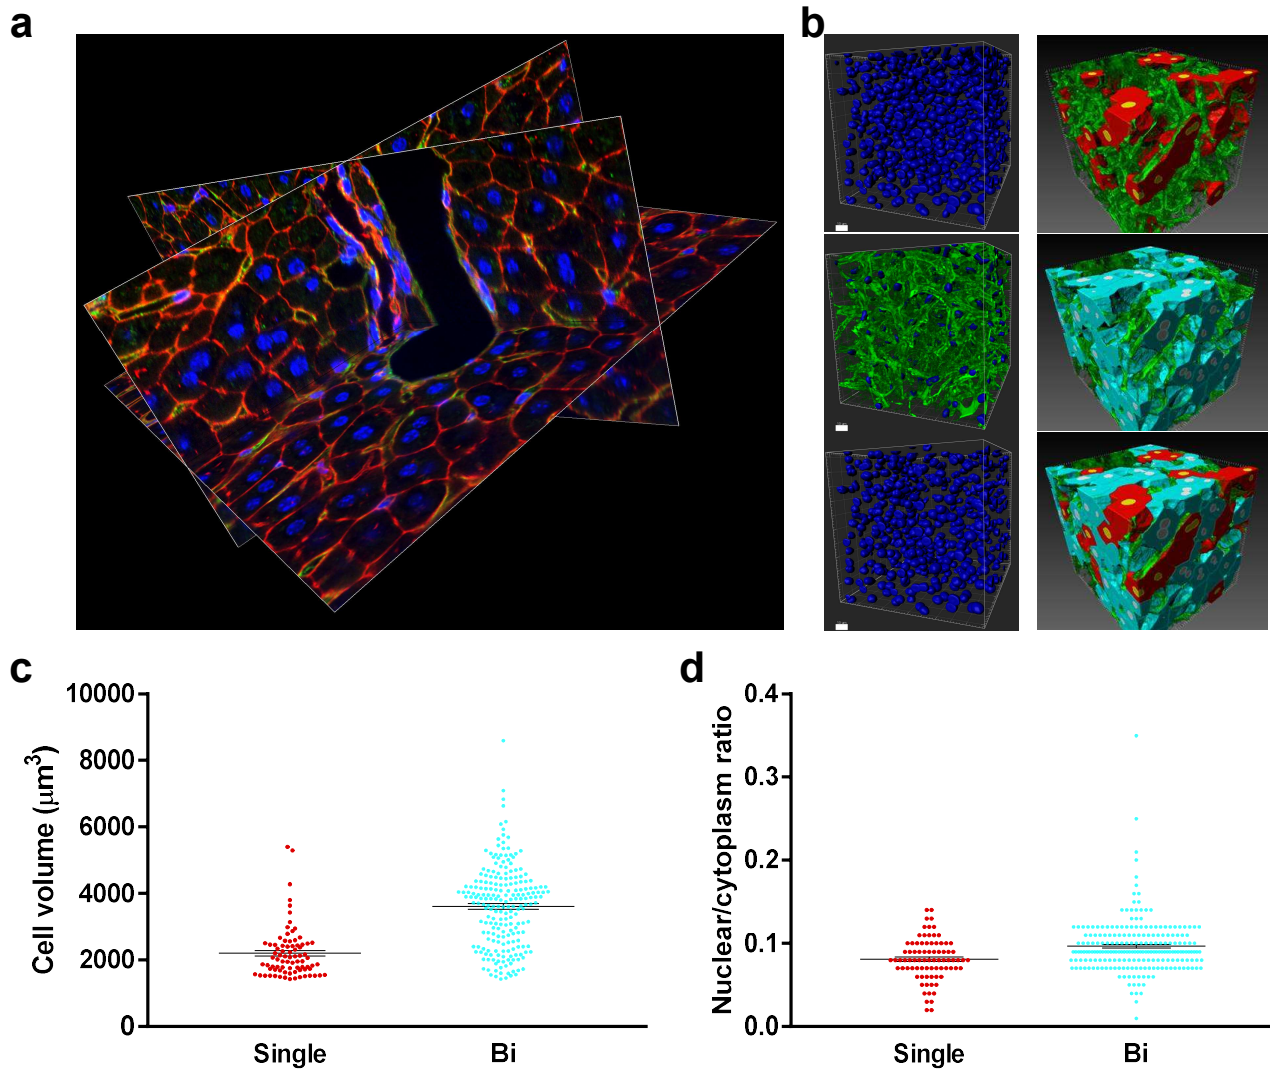 a
b
c
10000
8000
6000
4000
2000
0
Cell volume (μm³)
Single
Bi
d
0.4
0.3
0.2
0.1
0.0
Nuclear/cytoplasm ratio
Single
Bi